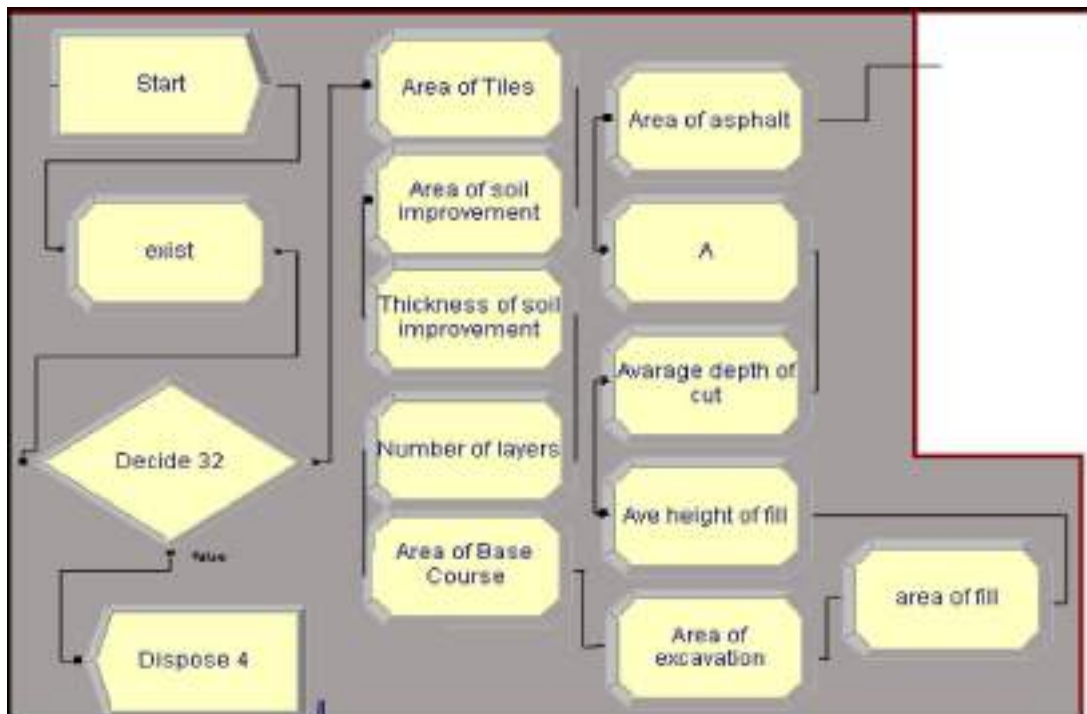 Start
exist
Decide 32
False
Dispose 4
Area of Tiles
Area of soil
improvement
Thickness of soil
improvement
Number of layers
Area of Base
Course
Area of asphalt
A
Avarage depth of
cut
Ave height of fill
Area of
excavation
area of fill